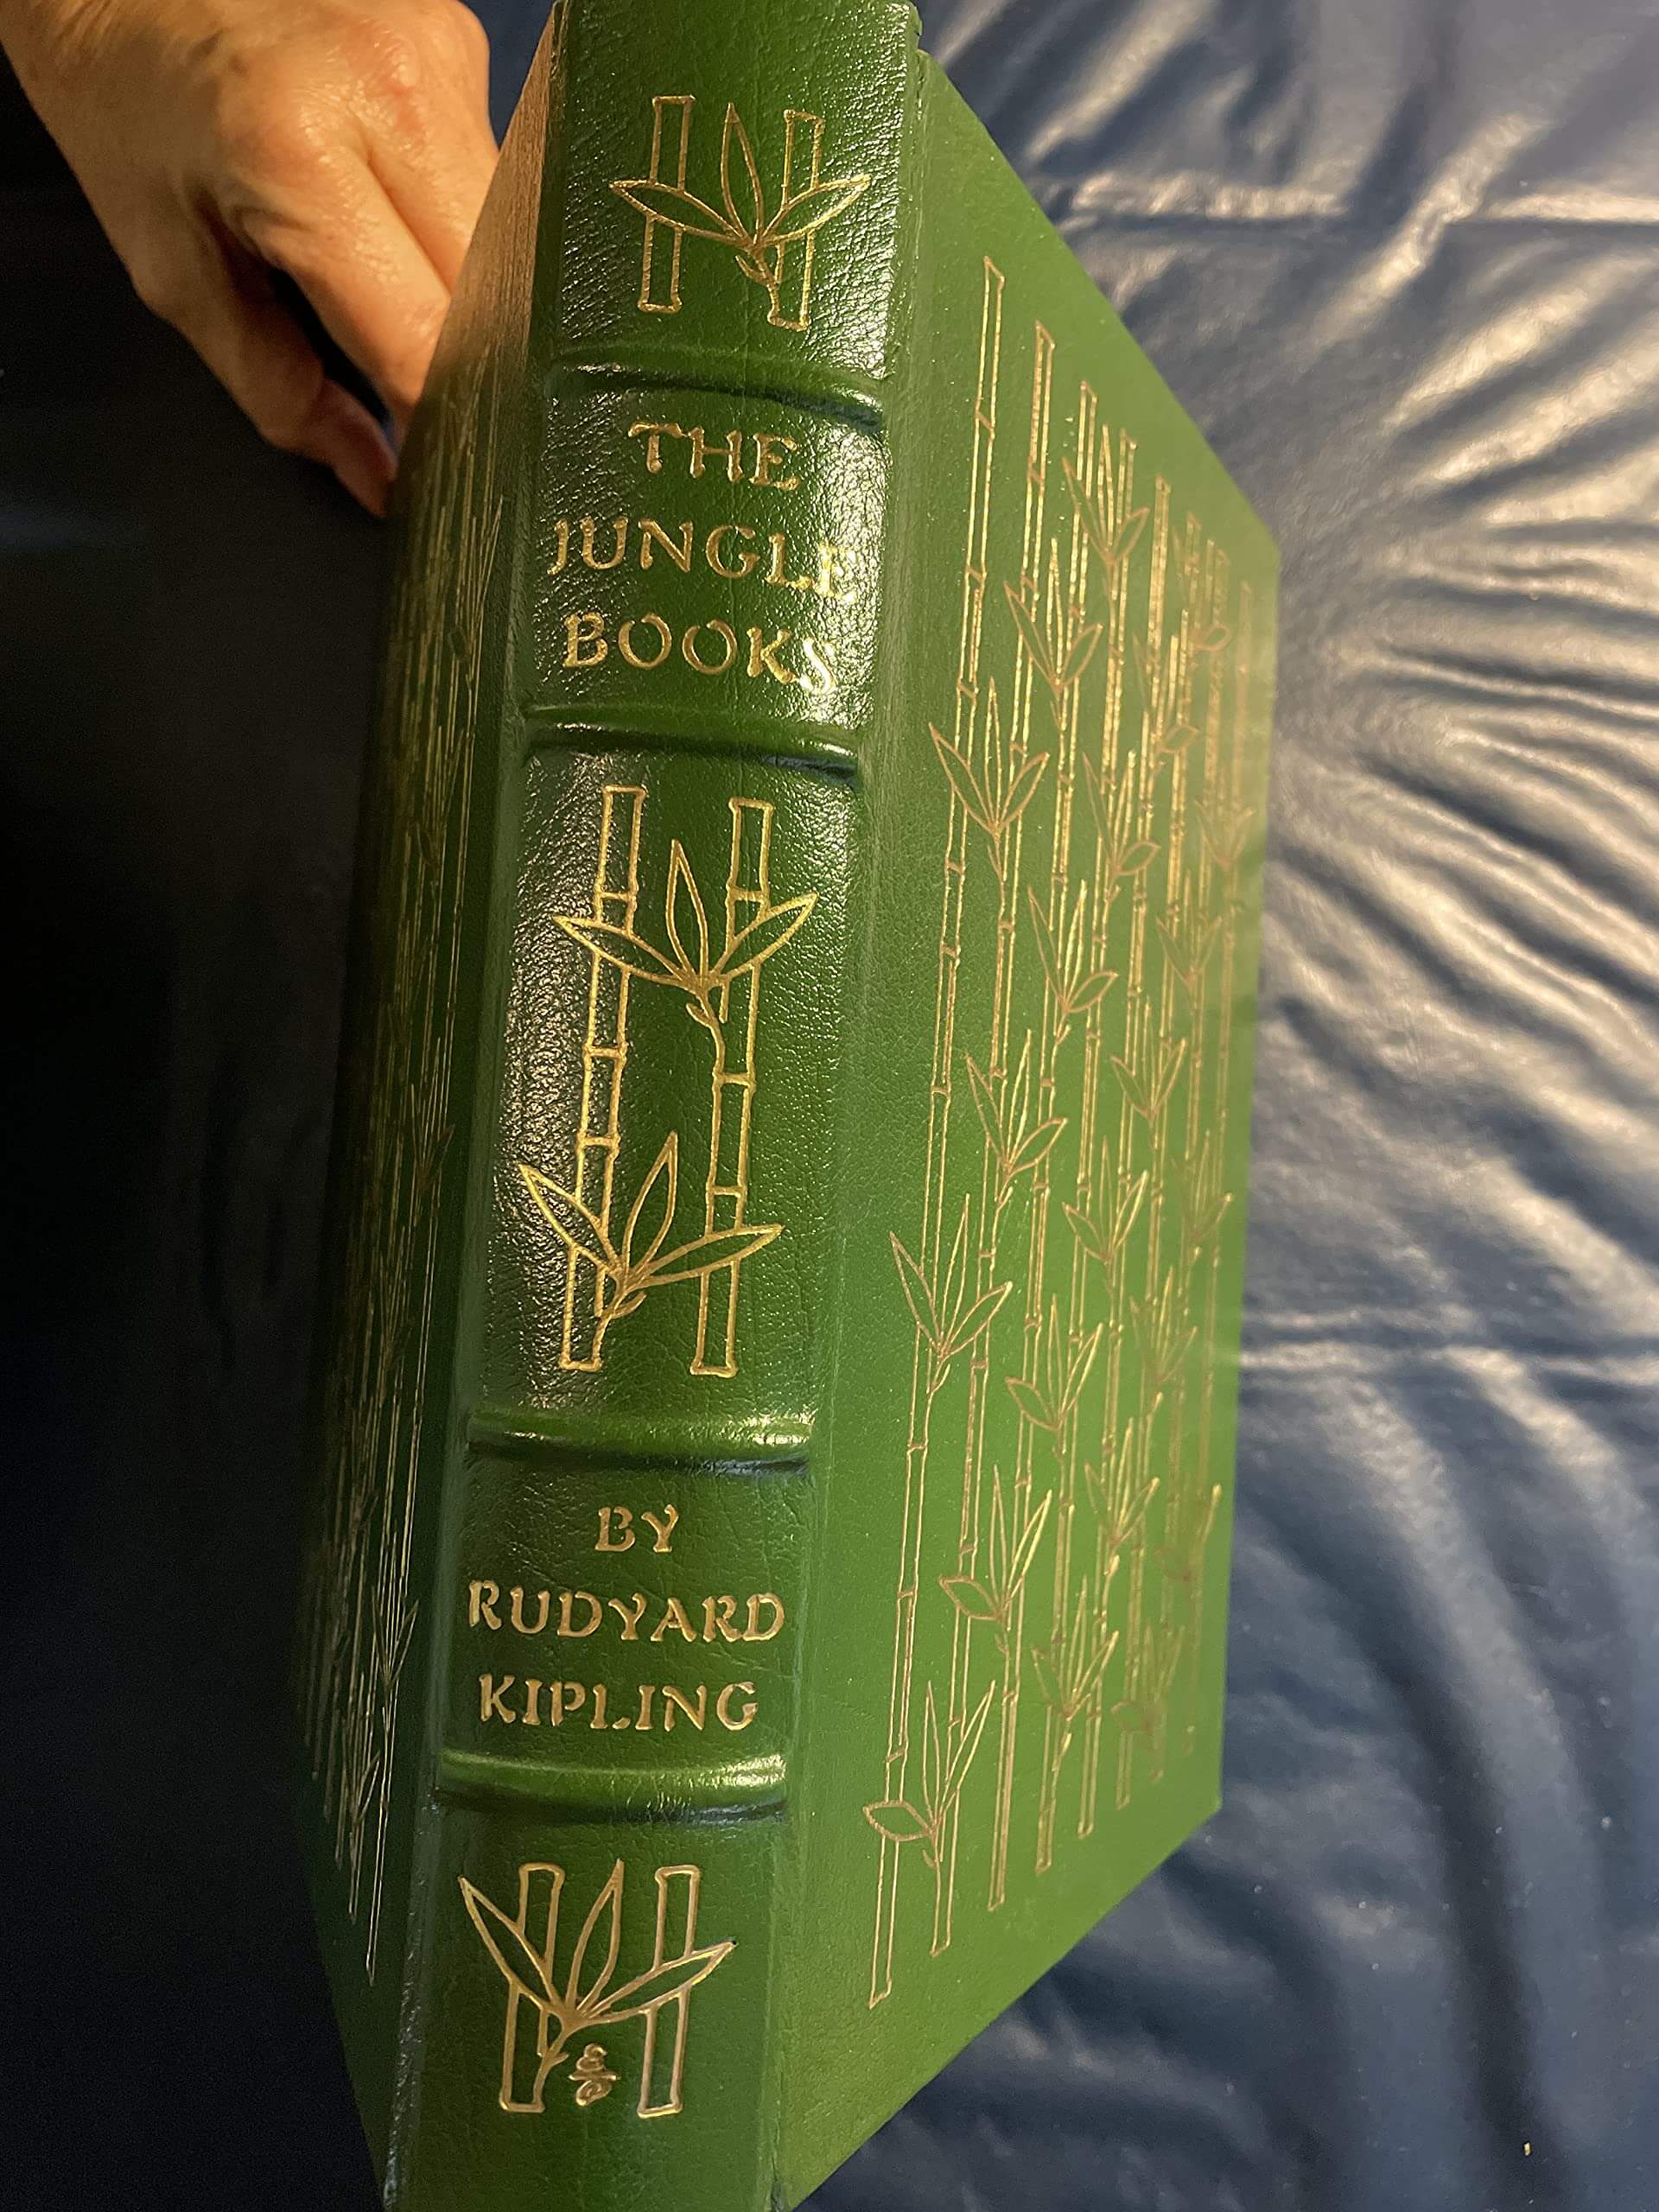 THE
JUNGLE
BOOKS
BY
RUDYARD
KIPLING